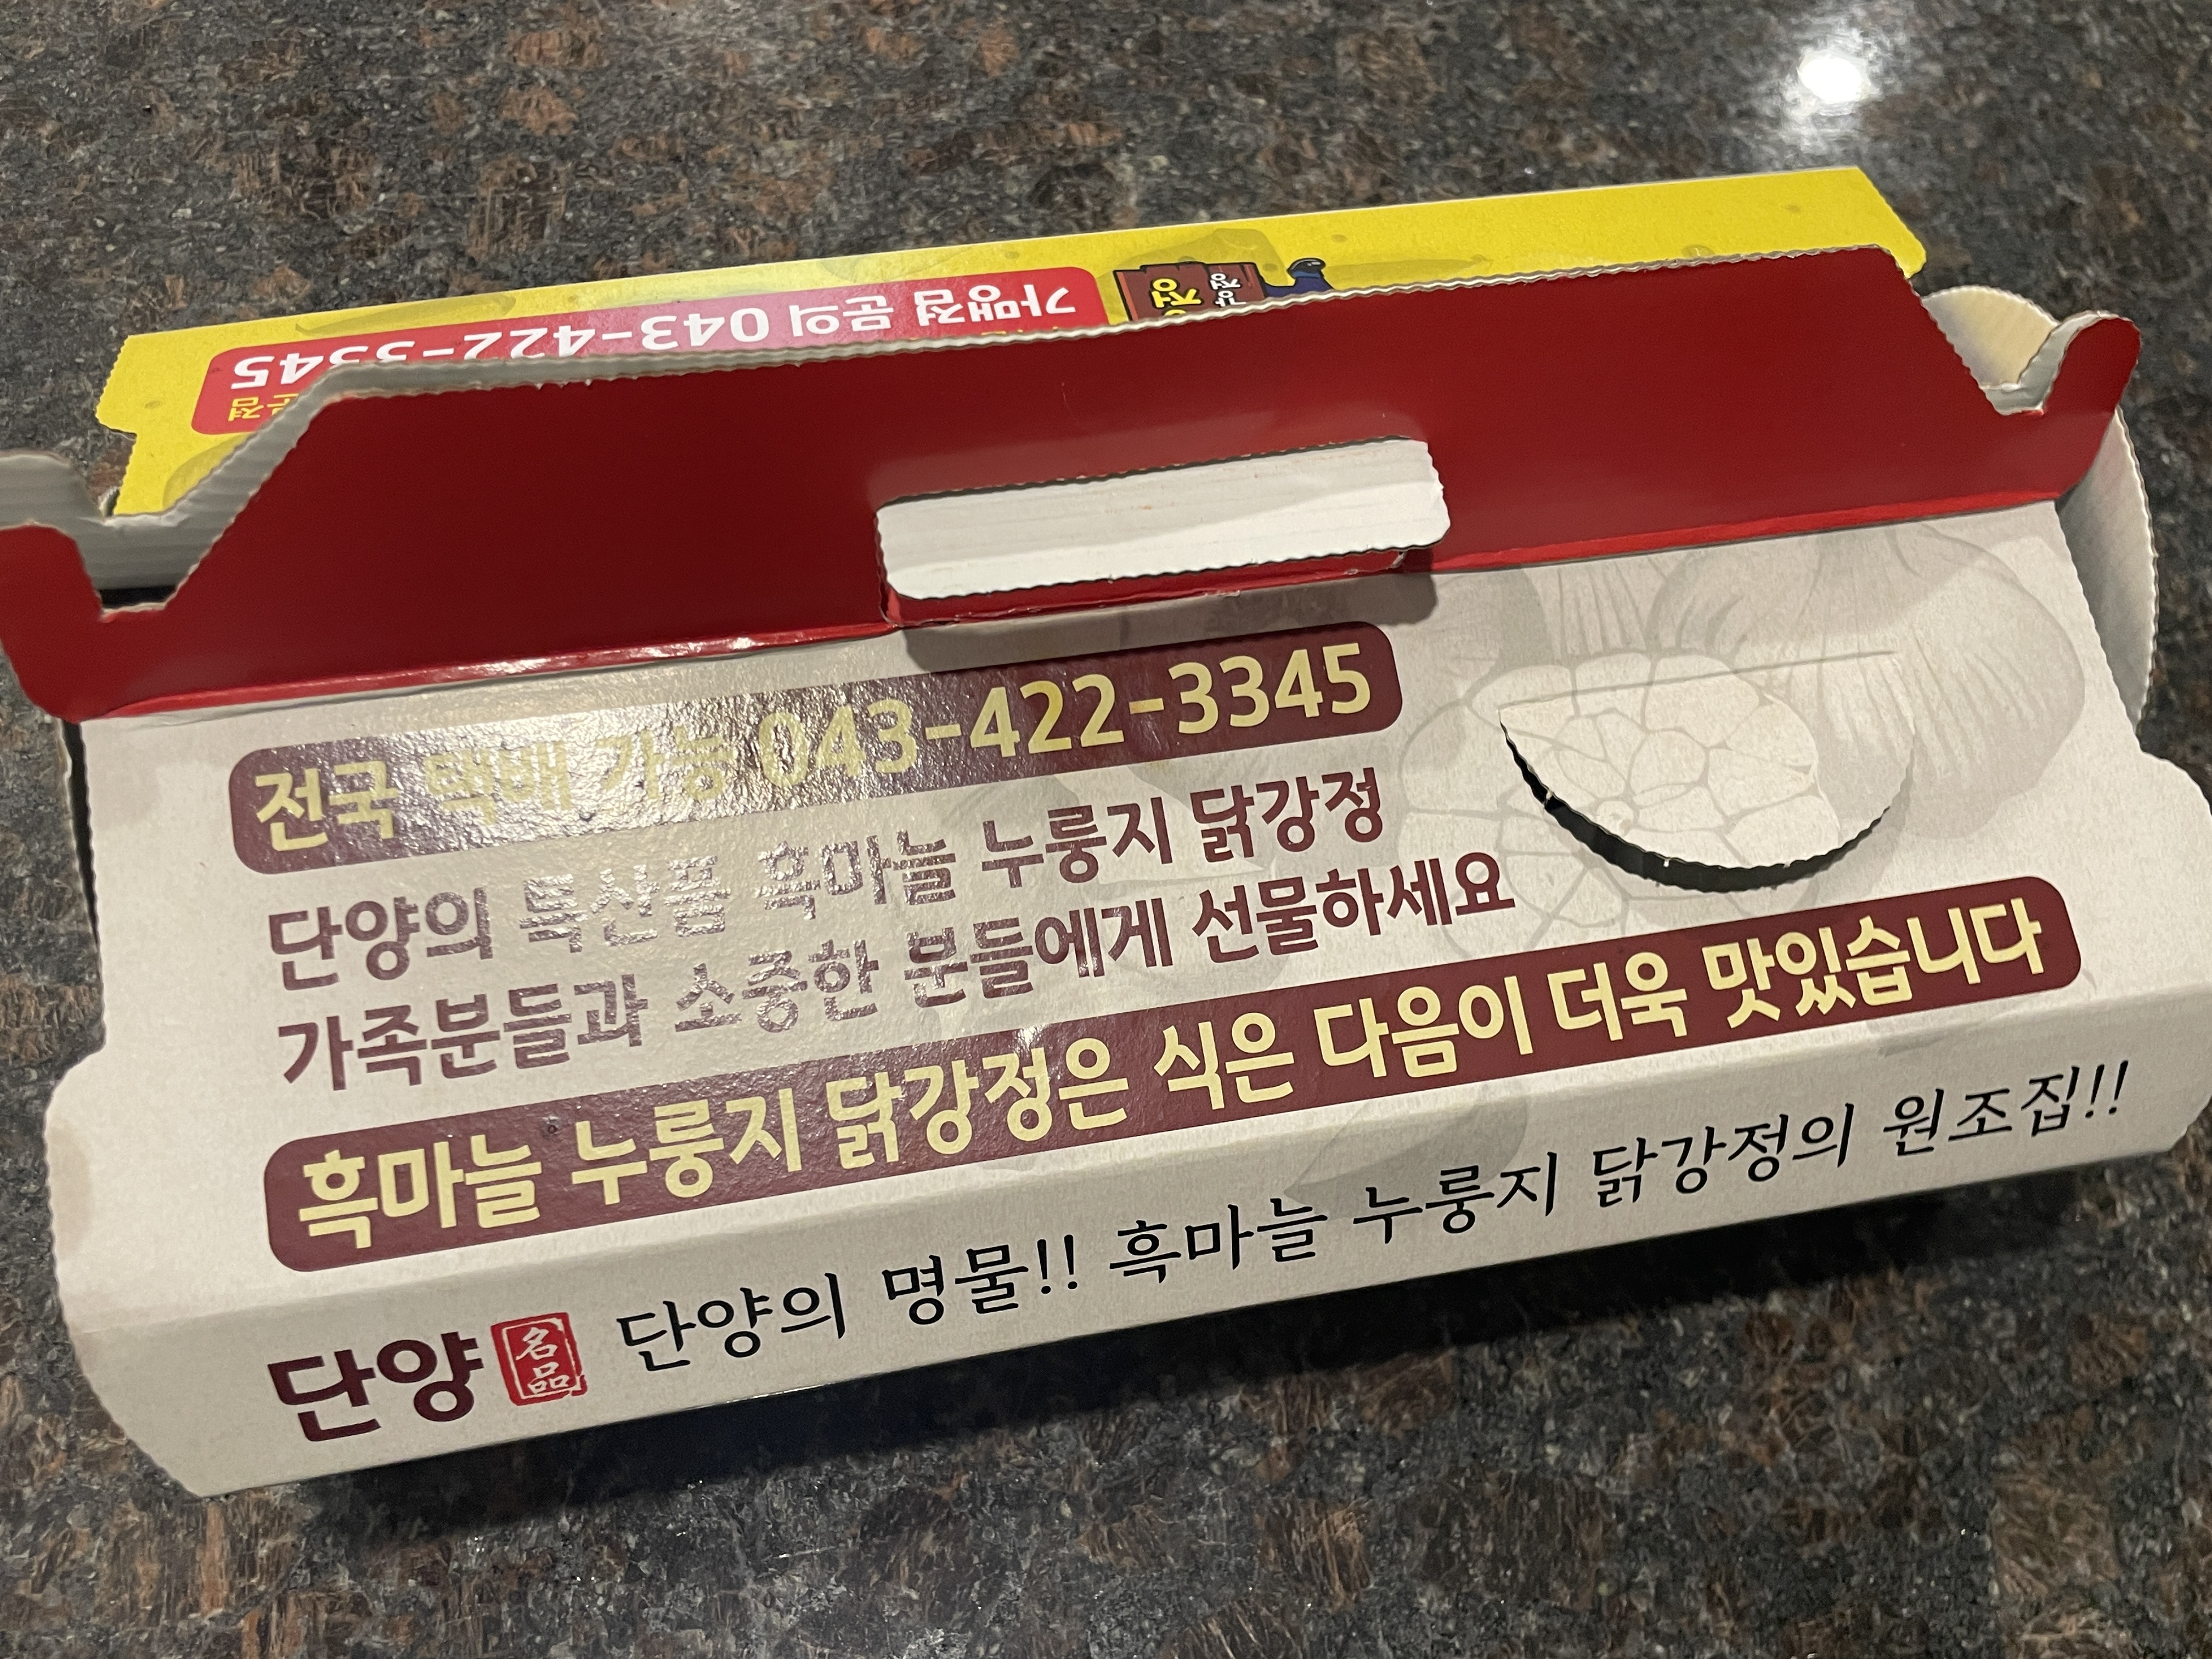 가맹점 문의 043-422-3345
전국 택배 가능 043-422-3345
단양의 특산품 흑마늘 누룽지 닭강정
가족분들과 소중한 분들에게 선물하세요
흑마늘 누룽지 닭강정은 식은 다음이 더욱 맛있습니다
단양 名品 단양의 명물!! 흑마늘 누룽지 닭강정의 원조집!!